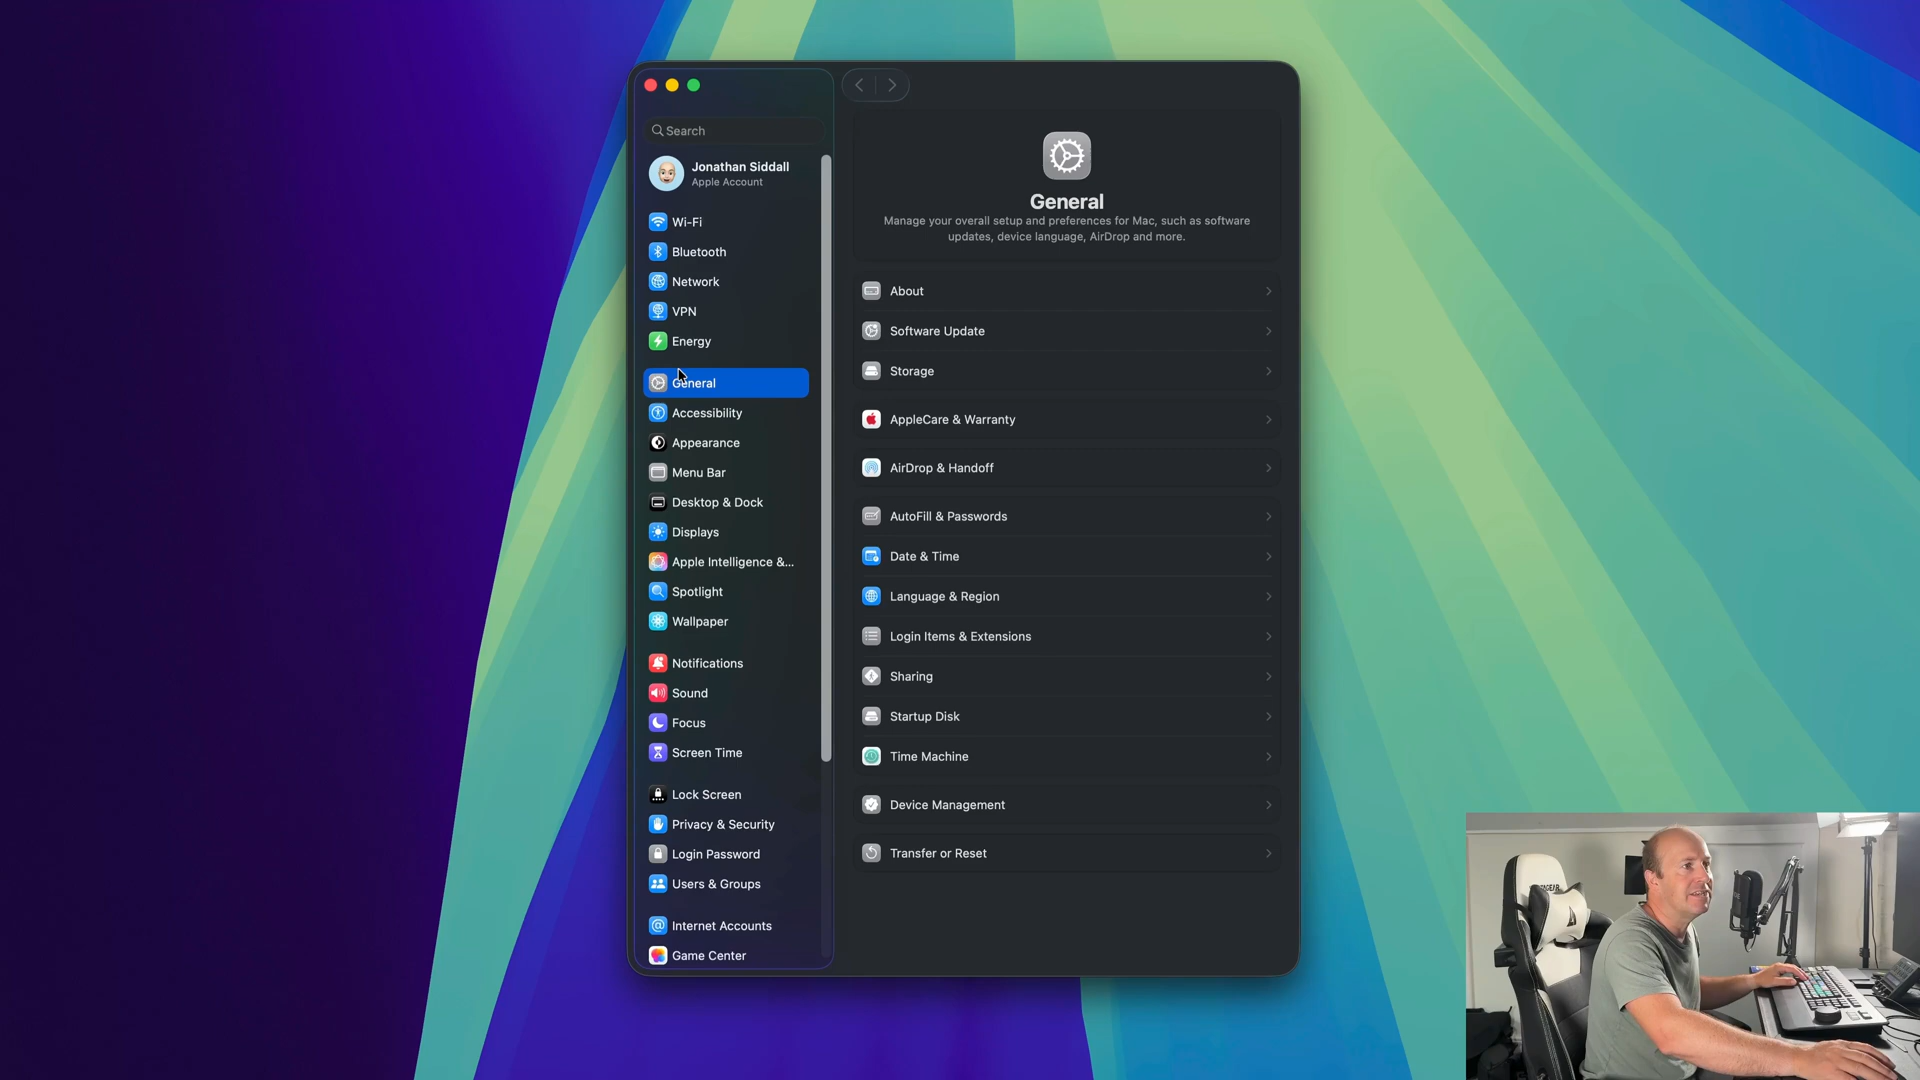 Search
Jonathan Siddall
Apple Account
Wi-Fi
Bluetooth
Network
VPN
Energy
General
Accessibility
Appearance
Menu Bar
Desktop & Dock
Displays
Apple Intelligence &...
Spotlight
Wallpaper
Notifications
Sound
Focus
Screen Time
Lock Screen
Privacy & Security
Login Password
Users & Groups
Internet Accounts
Game Center
General
Manage your overall setup and preferences for Mac, such as software
updates, device language, AirDrop and more.
About
Software Update
Storage
AppleCare & Warranty
AirDrop & Handoff
AutoFill & Passwords
Date & Time
Language & Region
Login Items & Extensions
Sharing
Startup Disk
Time Machine
Device Management
Transfer or Reset